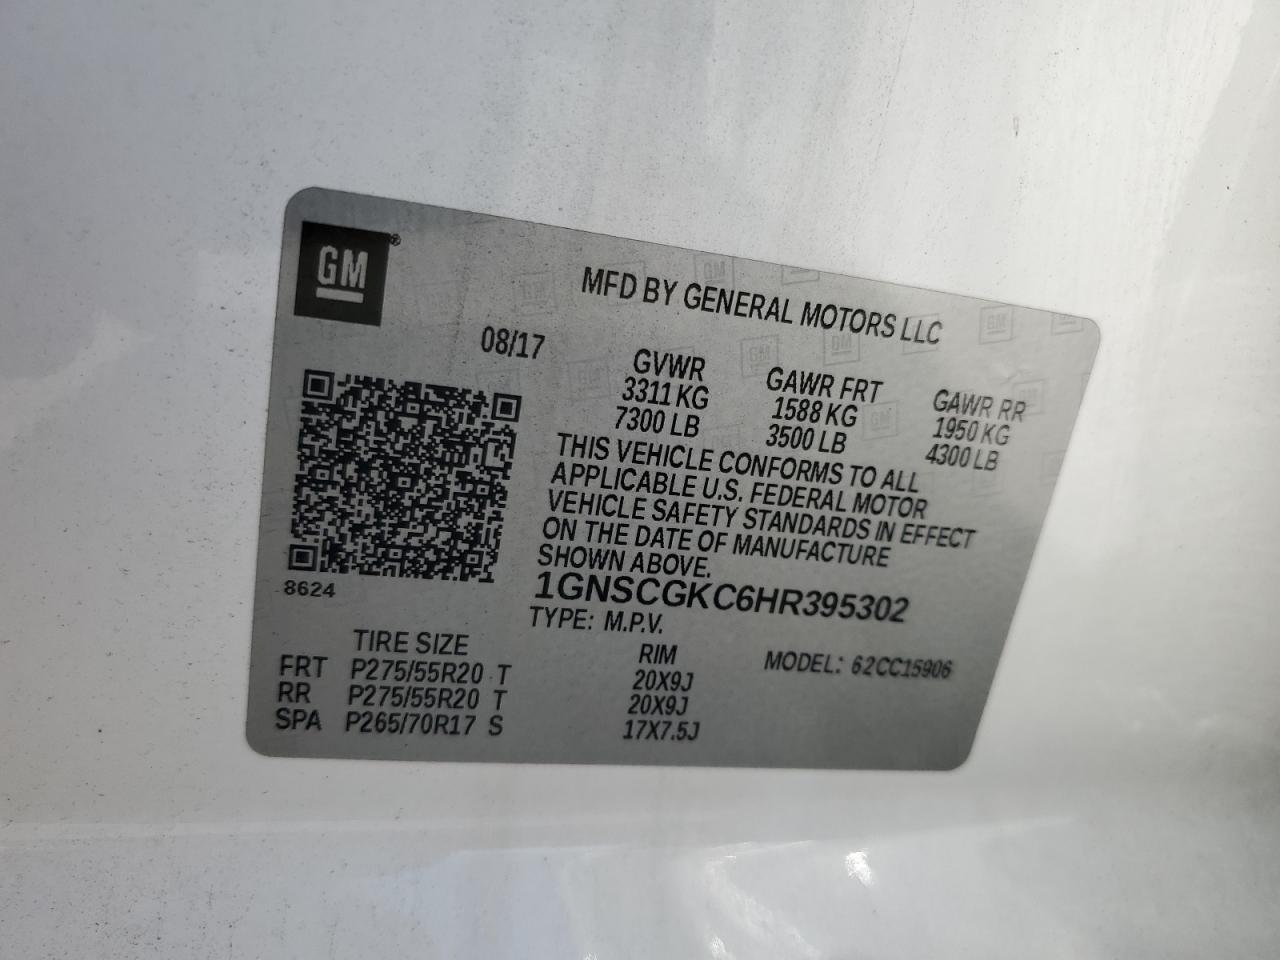 GM®
MFD BY GENERAL MOTORS LLC
08/17
GVWR GAWR FRT GAWR RR
3311 KG 1588 KG 1950 KG
7300 LB 3500 LB 4300 LB
THIS VEHICLE CONFORMS TO ALL
APPLICABLE U.S. FEDERAL MOTOR
VEHICLE SAFETY STANDARDS IN EFFECT
ON THE DATE OF MANUFACTURE
SHOWN ABOVE.
8624
1GNSCGKC6HR395302
TYPE: M.P.V.
TIRE SIZE RIM MODEL: 62CC15906
FRT P275/55R20 T 20X9J
RR P275/55R20 T 20X9J
SPA P265/70R17 S 17X7.5J